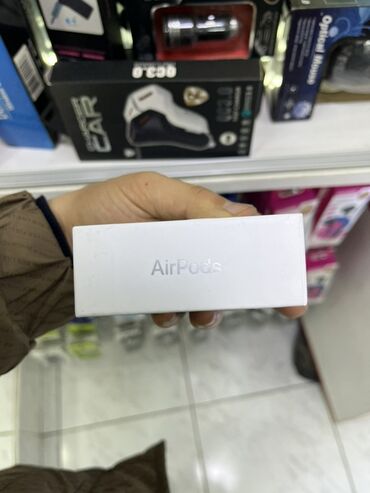 QC3.0
CAR
Optical Mouse
AirPods